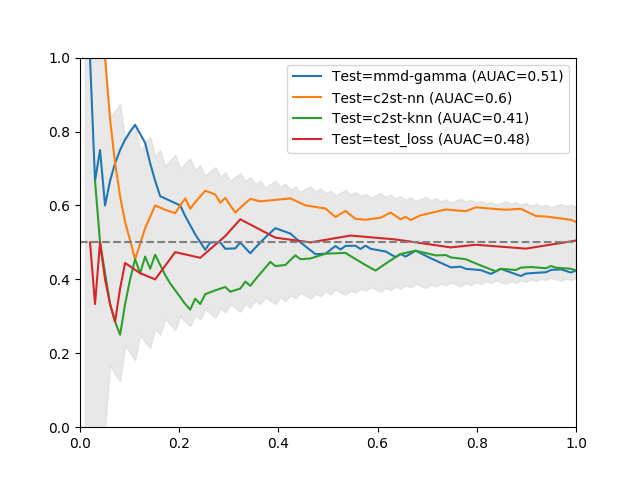 1.0
0.8
0.6
0.4
0.2
0.0
0.0 0.2 0.4 0.6 0.8 1.0
Test=mmd-gamma (AUAC=0.51)
Test=c2st-nn (AUAC=0.6)
Test=c2st-knn (AUAC=0.41)
Test=test_loss (AUAC=0.48)